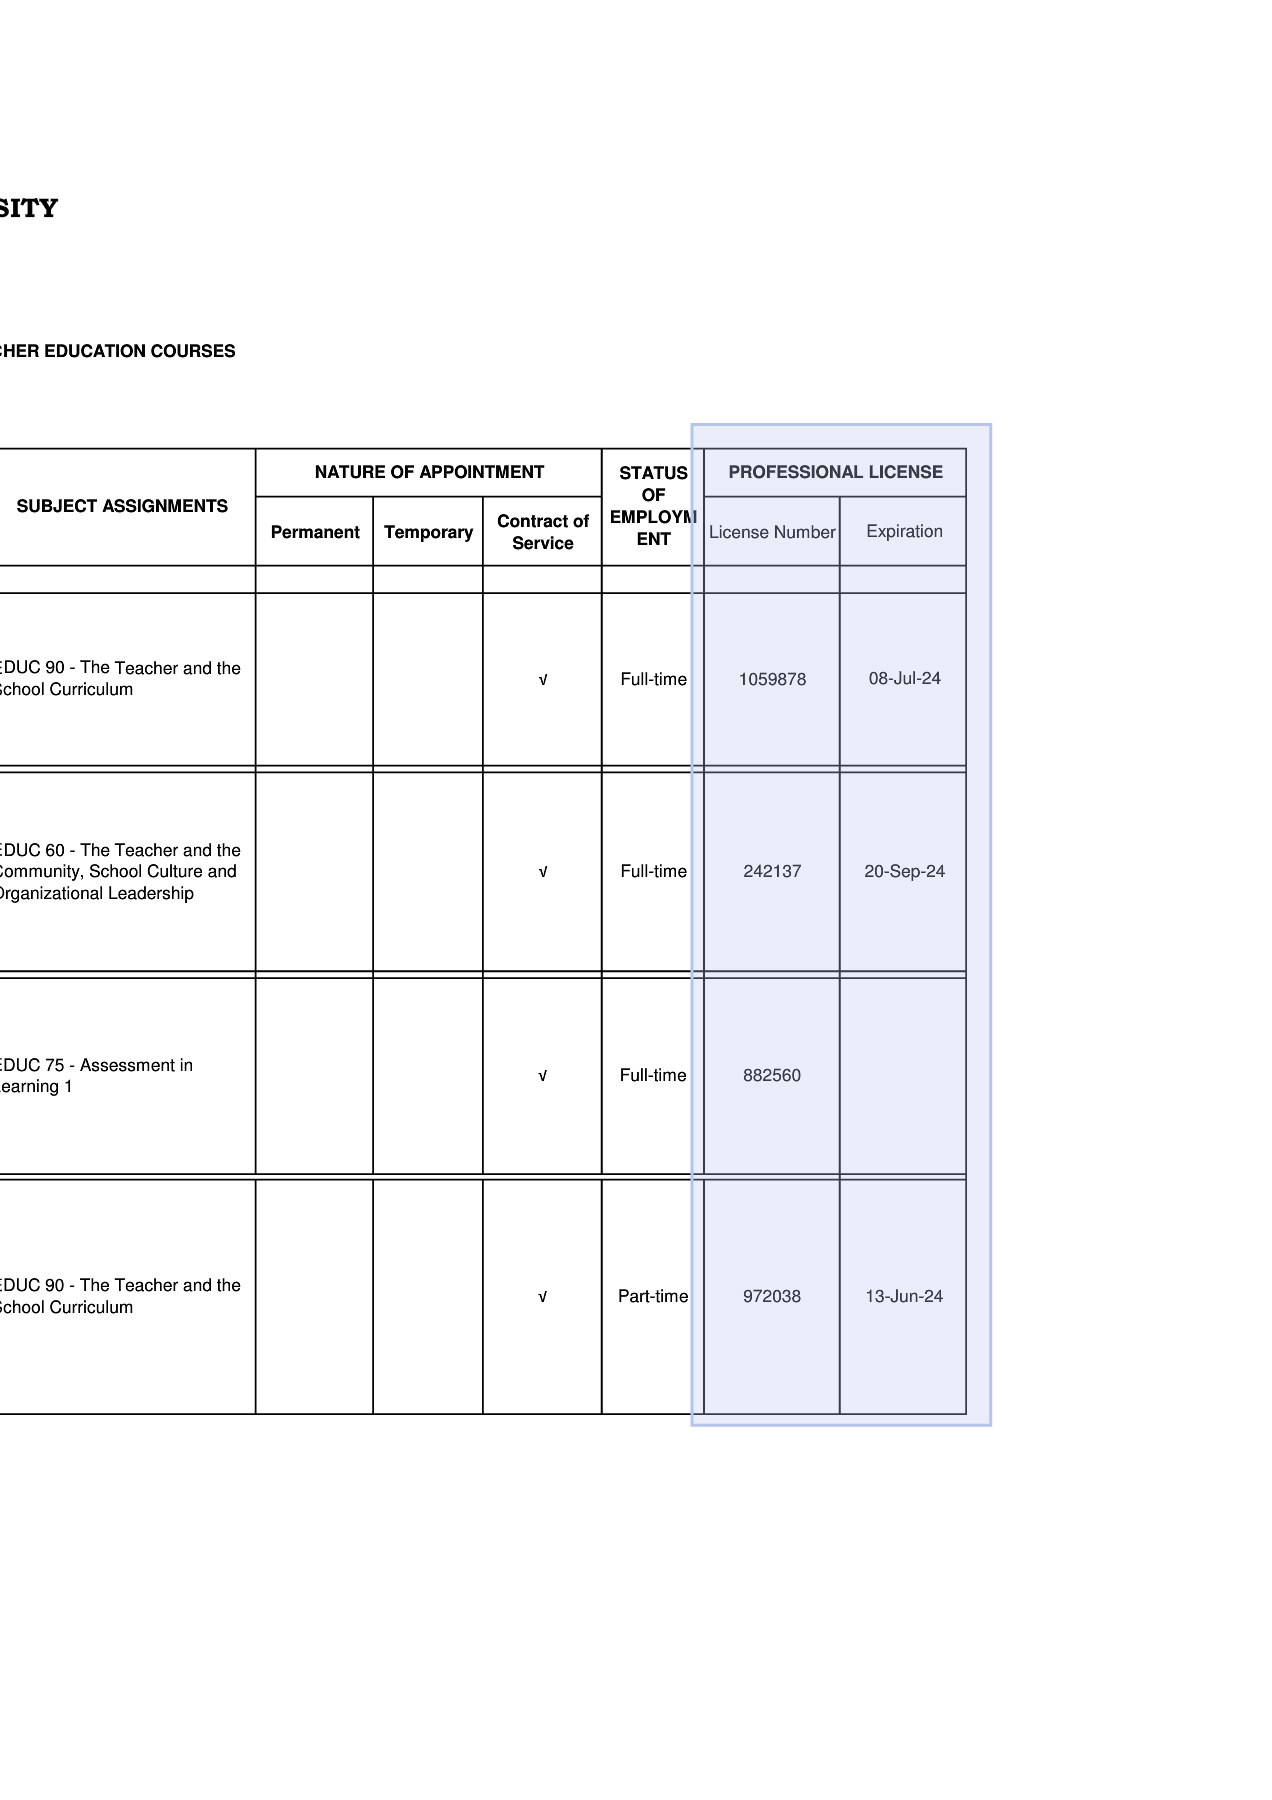 SITY
CHER EDUCATION COURSES
SUBJECT ASSIGNMENTS
NATURE OF APPOINTMENT
STATUS
OF
EMPLOYM
ENT
PROFESSIONAL LICENSE
Permanent
Temporary
Contract of
Service
License Number
Expiration
EDUC 90 - The Teacher and the
School Curriculum
√
Full-time
1059878
08-Jul-24
EDUC 60 - The Teacher and the
Community, School Culture and
Organizational Leadership
√
Full-time
242137
20-Sep-24
EDUC 75 - Assessment in
Learning 1
√
Full-time
882560
EDUC 90 - The Teacher and the
School Curriculum
√
Part-time
972038
13-Jun-24